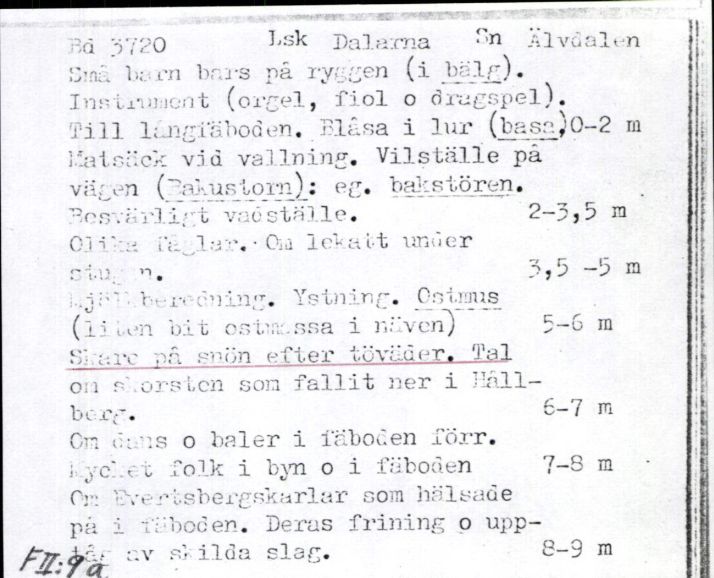 Bd 3720 Lsk Dalarna Sn Älvdalen
Små barn bars på ryggen (i bälg).
Instrument (orgel, fiol o dragspel).
Till långfäboden. Blåsa i lur (basa) 0-2 m
Matsäck vid vallning. Vilställe på
vägen (Bakustorn): eg. bakstören.
Besvärligt vadställe. 2-3,5 m
Olika fåglar. Om lekatt under
stugan. 3,5 -5 m
Mjölkberedning. Ystning. Ostmus
(liten bit ostmassa i näven) 5-6 m
Skare på snön efter töväder. Tal
om skorsten som fallit ner i Håll-
berg. 6-7 m
Om dans o baler i fäboden förr.
Mycket folk i byn o i fäboden 7-8 m
Om Evertsbergskarlar som hälsade
på i fäboden. Deras frining o upp-
tåg av skilda slag. 8-9 m
F II:9a